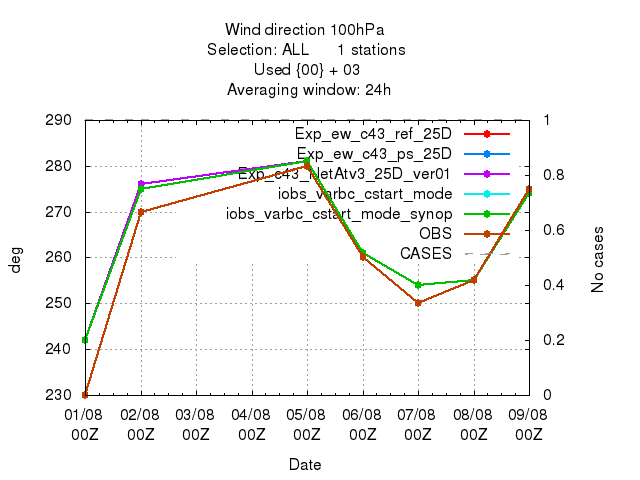 Wind direction 100hPa
Selection: ALL 1 stations
Used {00} + 03
Averaging window: 24h
290 1
Exp_ew_c43_ref_25D
Exp_ew_c43_ps_25D
280 0.8
Exp_c43_MetAtv3_25D_ver01
iobs_varbc_cstart_mode
270 iobs_varbc_cstart_mode_synop
OBS 0.6
deg 260 CASES No cases
0.4
250
240 0.2
230 0
01/08 02/08 03/08 04/08 05/08 06/08 07/08 08/08 09/08
00Z 00Z 00Z 00Z 00Z 00Z 00Z 00Z 00Z
Date